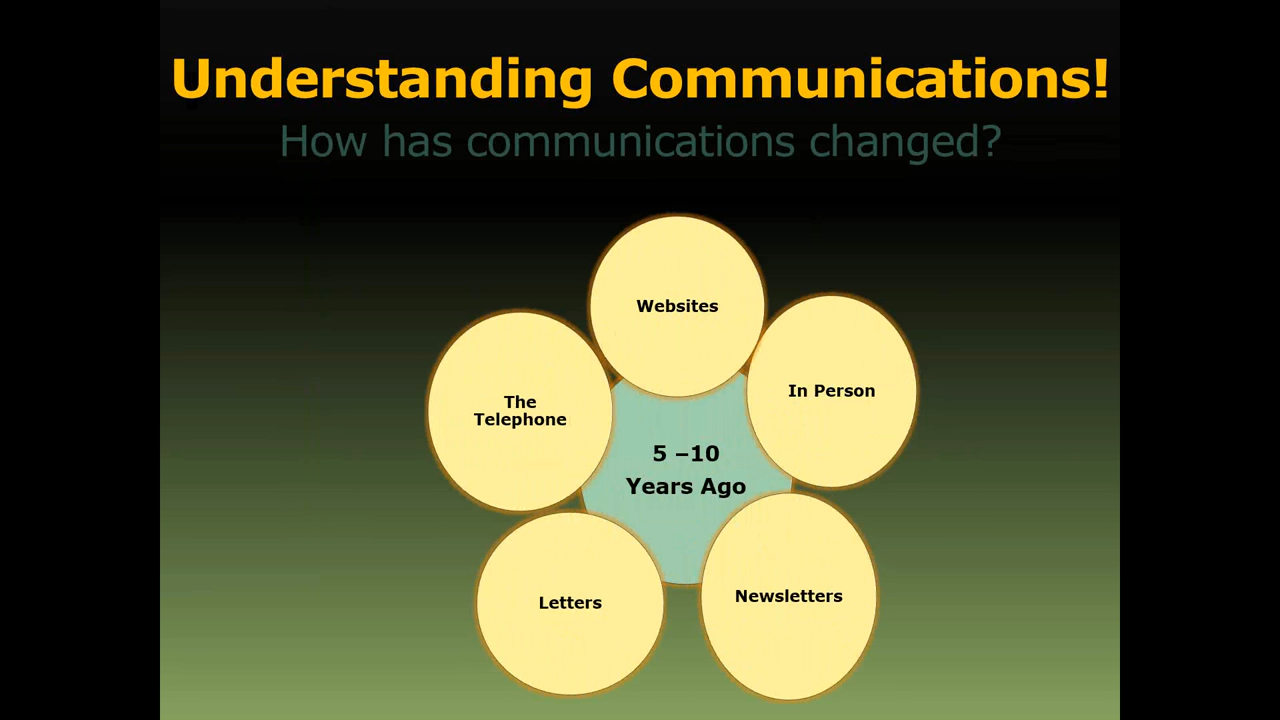 Understanding Communications!
How has communications changed?
Websites
In Person
The
Telephone
5 –10
Years Ago
Newsletters
Letters